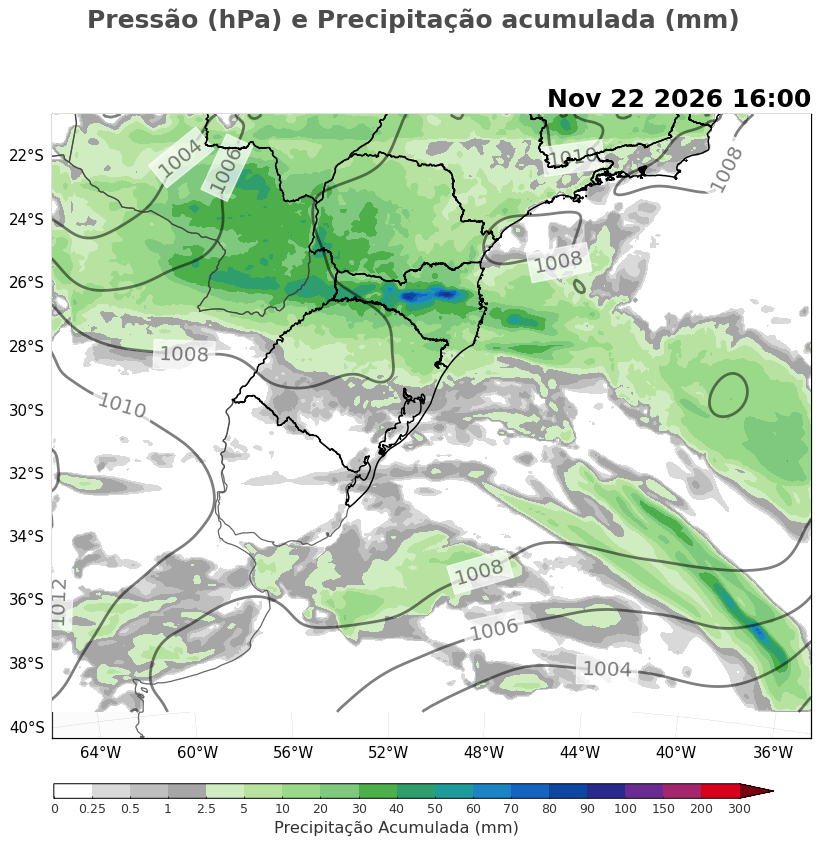 Pressão (hPa) e Precipitação acumulada (mm)
Nov 22 2026 16:00
1004
1006
1010
1008
1008
1008
1010
1012
1008
1006
1004
22°S
24°S
26°S
28°S
30°S
32°S
34°S
36°S
38°S
40°S
64°W 60°W 56°W 52°W 48°W 44°W 40°W 36°W
0 0.25 0.5 1 2.5 5 10 20 30 40 50 60 70 80 90 100 150 200 300
Precipitação Acumulada (mm)